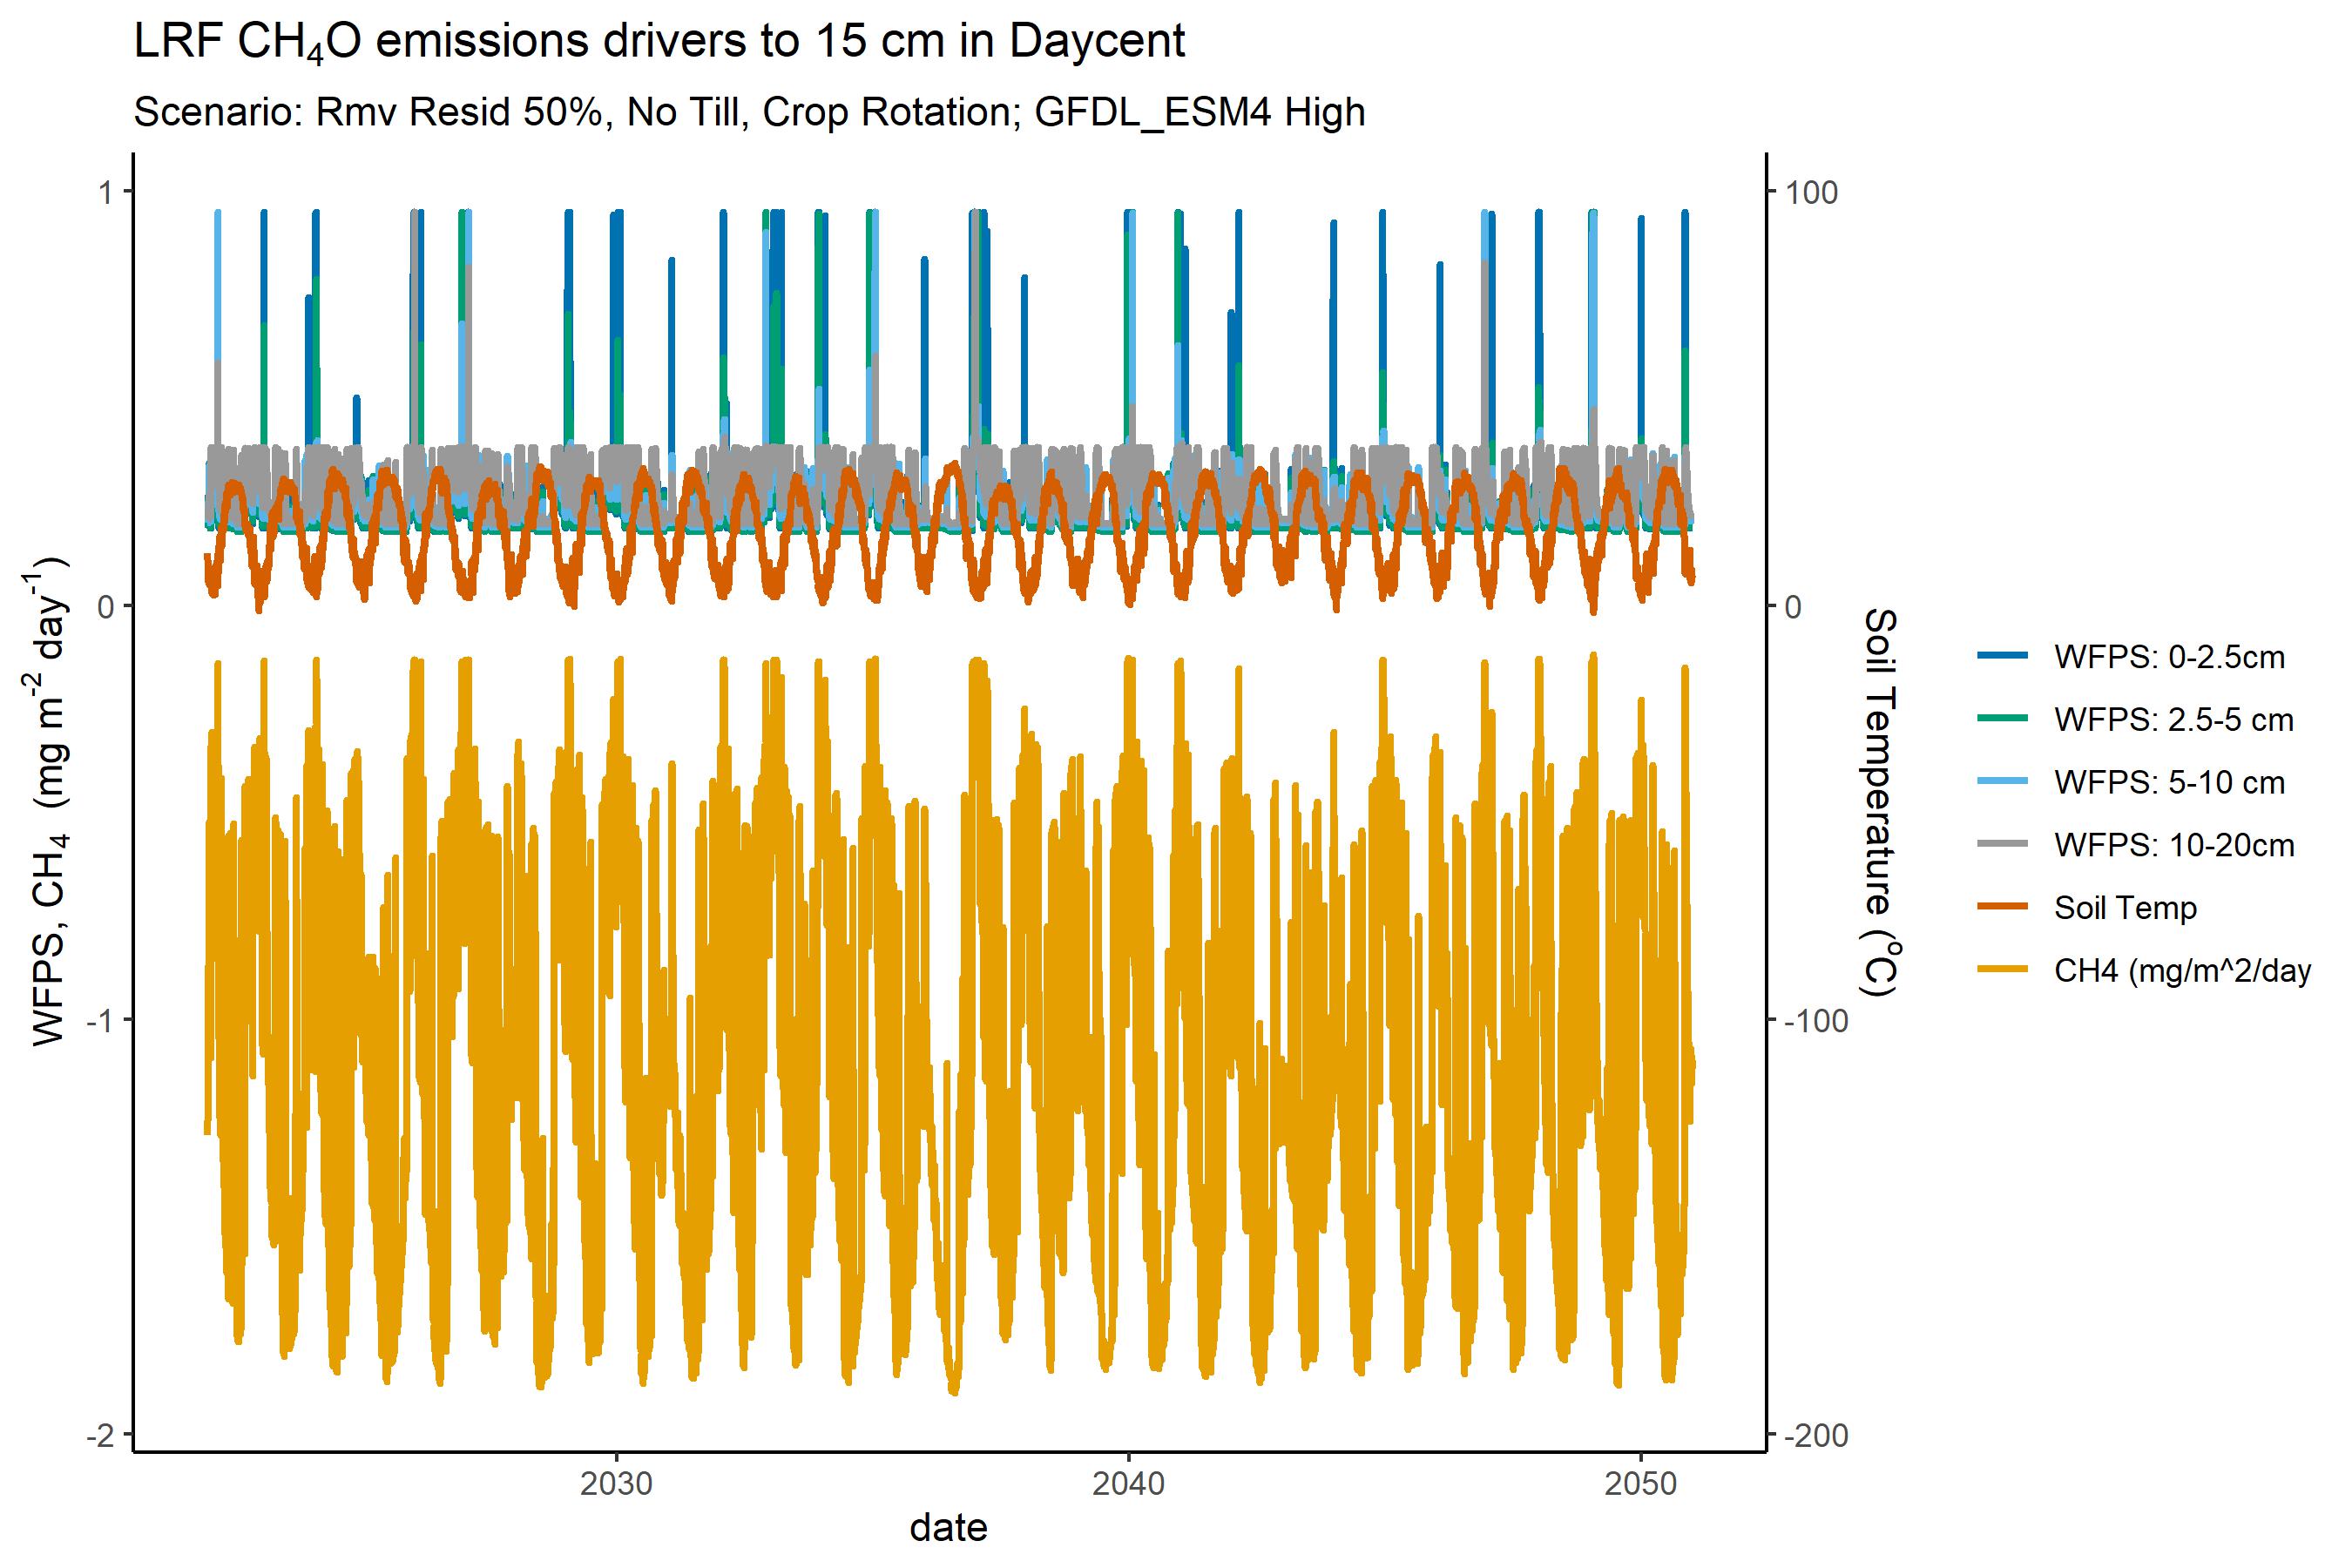 LRF CH₄O emissions drivers to 15 cm in Daycent
Scenario: Rmv Resid 50%, No Till, Crop Rotation; GFDL_ESM4 High
WFPS, CH₄ (mg m⁻² day⁻¹)
1
0
-1
-2
100
0
-100
-200
Soil Temperature (°C)
2030
2040
2050
date
WFPS: 0-2.5cm
WFPS: 2.5-5 cm
WFPS: 5-10 cm
WFPS: 10-20cm
Soil Temp
CH4 (mg/m^2/day